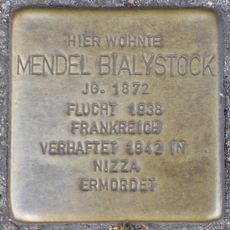 HIER WOHNTE
MENDEL BIALYSTOCK
JG. 1872
FLUCHT 1938
FRANKREICH
VERHAFTET 1942 IN
NIZZA
ERMORDET